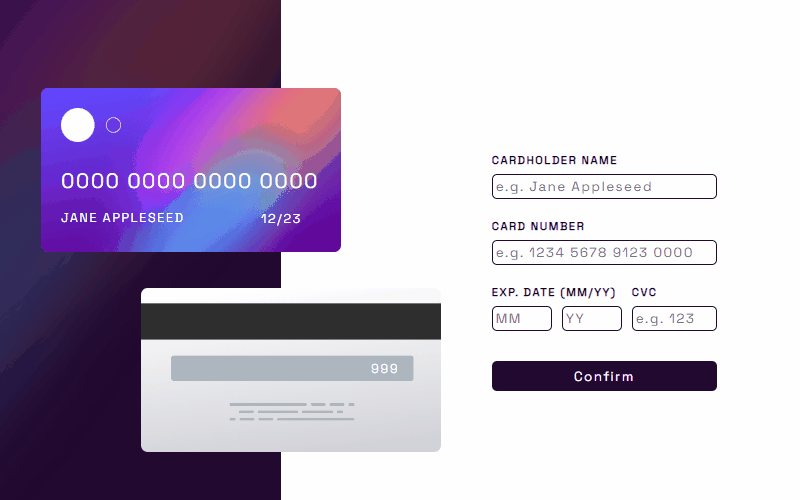 0000 0000 0000 0000
JANE APPLESEED 12/23
999
CARDHOLDER NAME
e.g. Jane Appleseed
CARD NUMBER
e.g. 1234 5678 9123 0000
EXP. DATE (MM/YY) CVC
MM YY e.g. 123
Confirm